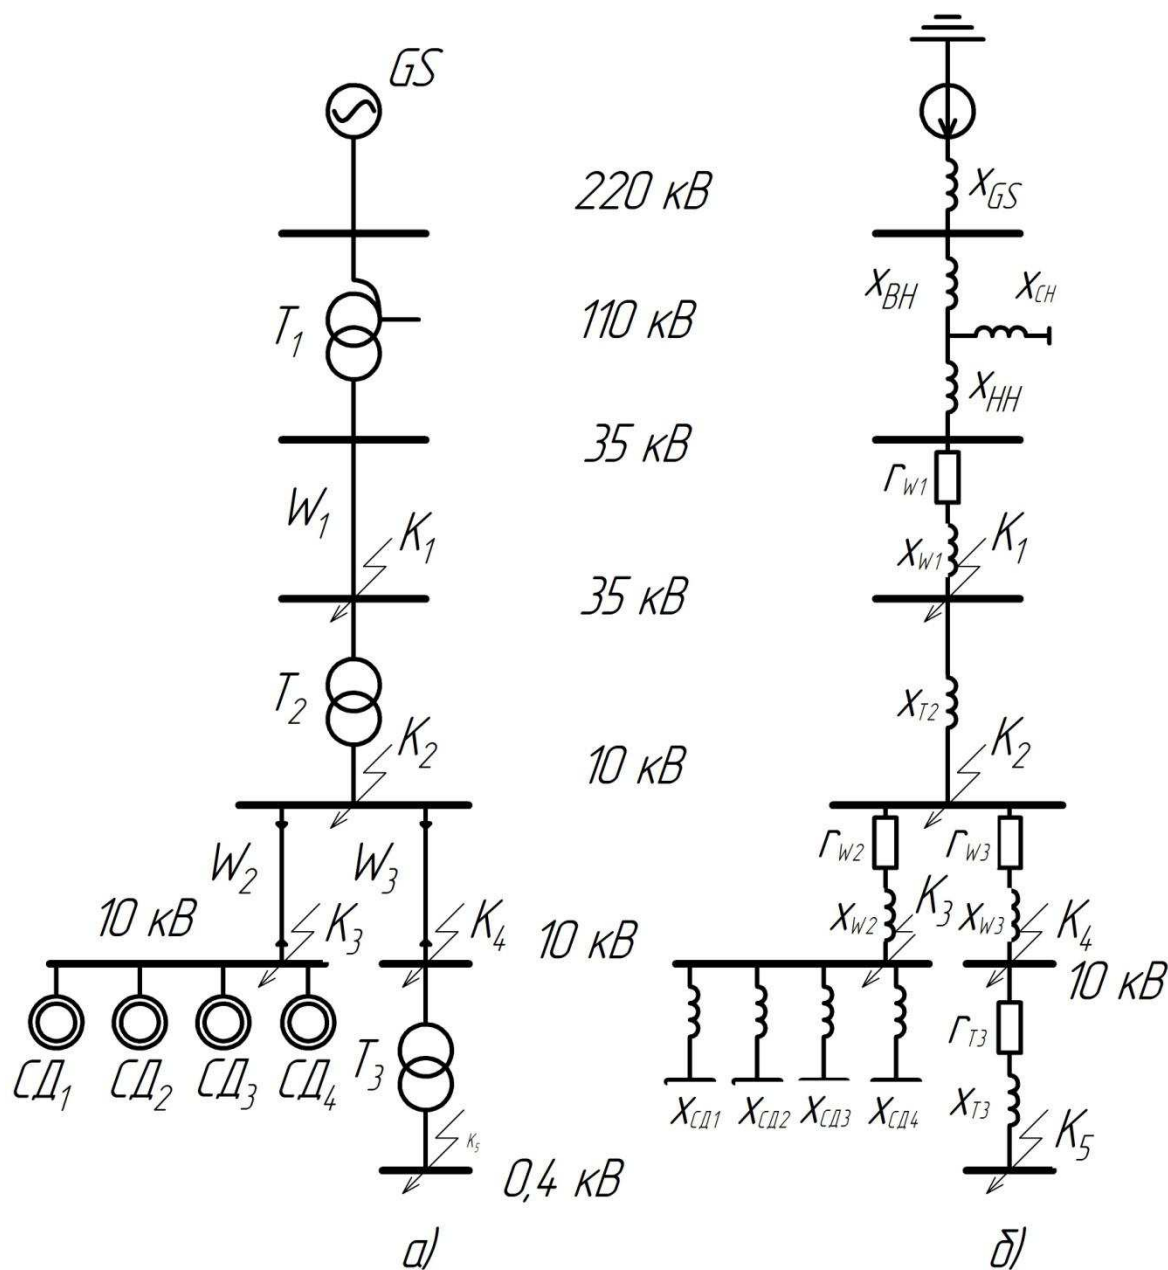 GS
220 кВ
T1
110 кВ
35 кВ
W1
K1
35 кВ
T2
K2
10 кВ
W2
W3
10 кВ
K3
K4
10 кВ
СД1
СД2
СД3
СД4
T3
K5
0,4 кВ
а)
xGS
xВН
xСН
xНН
rW1
xW1
K1
xT2
K2
rW2
rW3
xW2
K3
xW3
K4
10 кВ
rT3
xСД1
xСД2
xСД3
xСД4
xT3
K5
б)